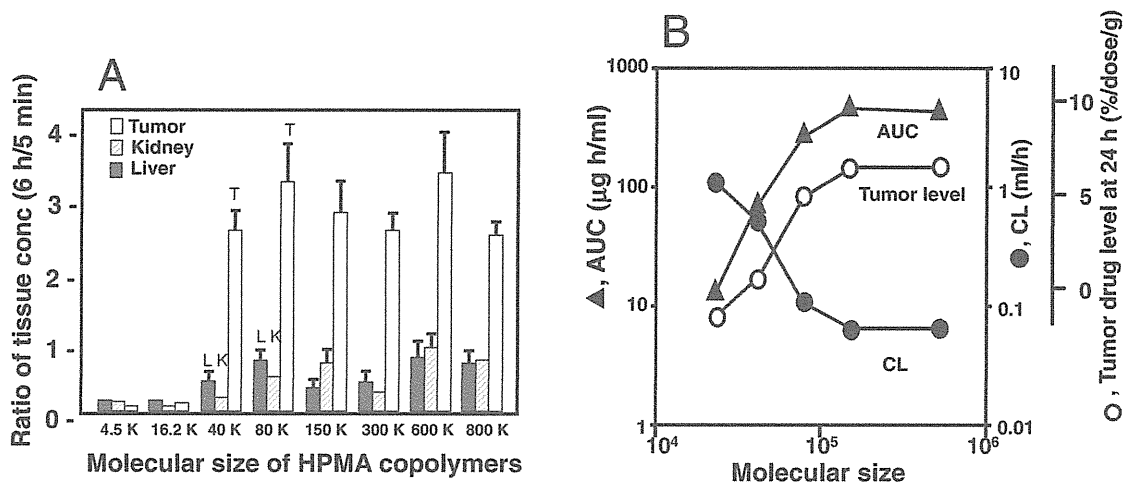 A
Ratio of tissue conc (6 h/5 min)
4
3
2
1
0
Tumor
Kidney
Liver
L K
T
L K
T
4.5 K 16.2 K 40 K 80 K 150 K 300 K 600 K 800 K
Molecular size of HPMA copolymers
B
▲, AUC (µg h/ml)
1000
100
10
1
AUC
Tumor level
CL
10⁴ 10⁵ 10⁶
Molecular size
10
1
0.1
0.01
●, CL (ml/h)
10
5
0
O, Tumor drug level at 24 h (%/dose/g)